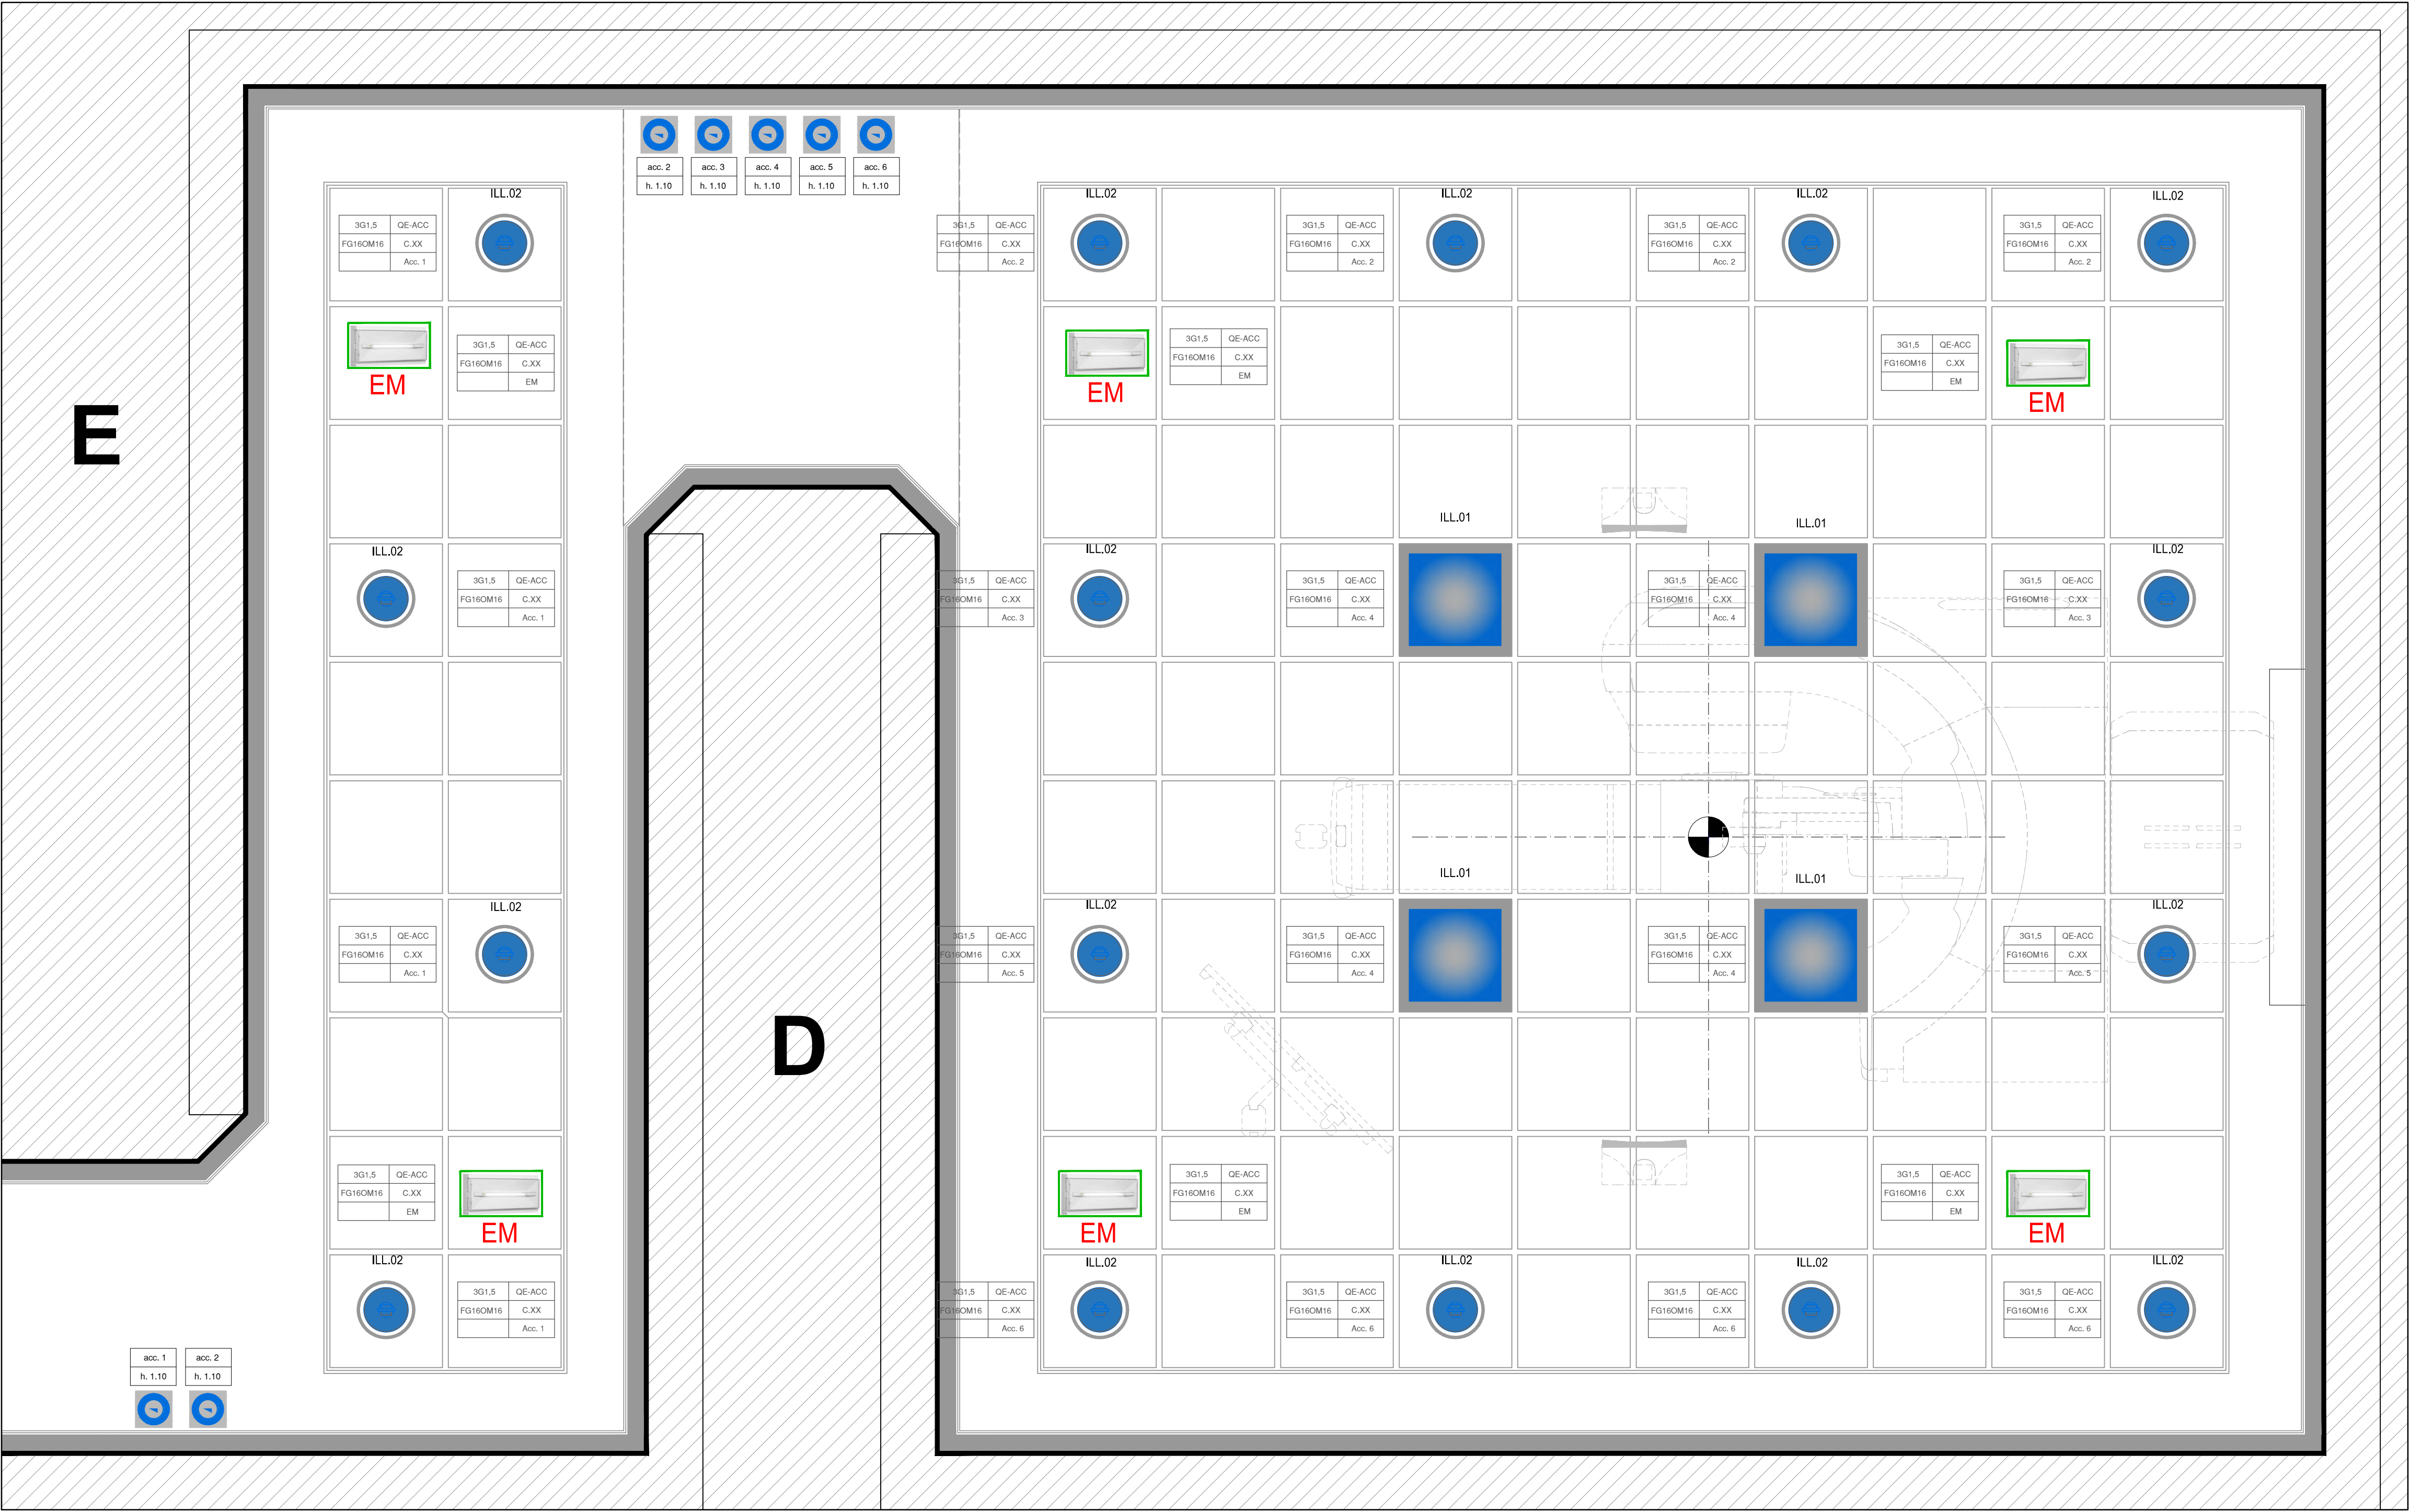 acc. 2 acc. 3 acc. 4 acc. 5 acc. 6
h. 1.10 h. 1.10 h. 1.10 h. 1.10 h. 1.10
ILL.02 ILL.02 ILL.02 ILL.02 ILL.02
3G1,5 QE-ACC 3G1,5 QE-ACC 3G1,5 QE-ACC 3G1,5 QE-ACC 3G1,5 QE-ACC
FG16OM16 C.XX FG16OM16 C.XX FG16OM16 C.XX FG16OM16 C.XX FG16OM16 C.XX
Acc. 1 Acc. 2 Acc. 2 Acc. 2 Acc. 2
3G1,5 QE-ACC 3G1,5 QE-ACC 3G1,5 QE-ACC
FG16OM16 C.XX FG16OM16 C.XX FG16OM16 C.XX
EM EM EM
EM EM EM
E
ILL.01 ILL.01
ILL.02 ILL.02 ILL.02
3G1,5 QE-ACC 3G1,5 QE-ACC 3G1,5 QE-ACC 3G1,5 QE-ACC 3G1,5 QE-ACC
FG16OM16 C.XX FG16OM16 C.XX FG16OM16 C.XX FG16OM16 C.XX FG16OM16 C.XX
Acc. 1 Acc. 3 Acc. 4 Acc. 4 Acc. 3
ILL.01 ILL.01
ILL.02 ILL.02 ILL.02
3G1,5 QE-ACC 3G1,5 QE-ACC 3G1,5 QE-ACC 3G1,5 QE-ACC 3G1,5 QE-ACC
FG16OM16 C.XX FG16OM16 C.XX FG16OM16 C.XX FG16OM16 C.XX FG16OM16 C.XX
Acc. 1 Acc. 5 Acc. 4 Acc. 4 Acc. 5
D
3G1,5 QE-ACC 3G1,5 QE-ACC 3G1,5 QE-ACC
FG16OM16 C.XX FG16OM16 C.XX FG16OM16 C.XX
EM EM EM
EM EM EM
ILL.02 ILL.02 ILL.02 ILL.02 ILL.02
3G1,5 QE-ACC 3G1,5 QE-ACC 3G1,5 QE-ACC 3G1,5 QE-ACC 3G1,5 QE-ACC
FG16OM16 C.XX FG16OM16 C.XX FG16OM16 C.XX FG16OM16 C.XX FG16OM16 C.XX
Acc. 1 Acc. 6 Acc. 6 Acc. 6 Acc. 6
acc. 1 acc. 2
h. 1.10 h. 1.10